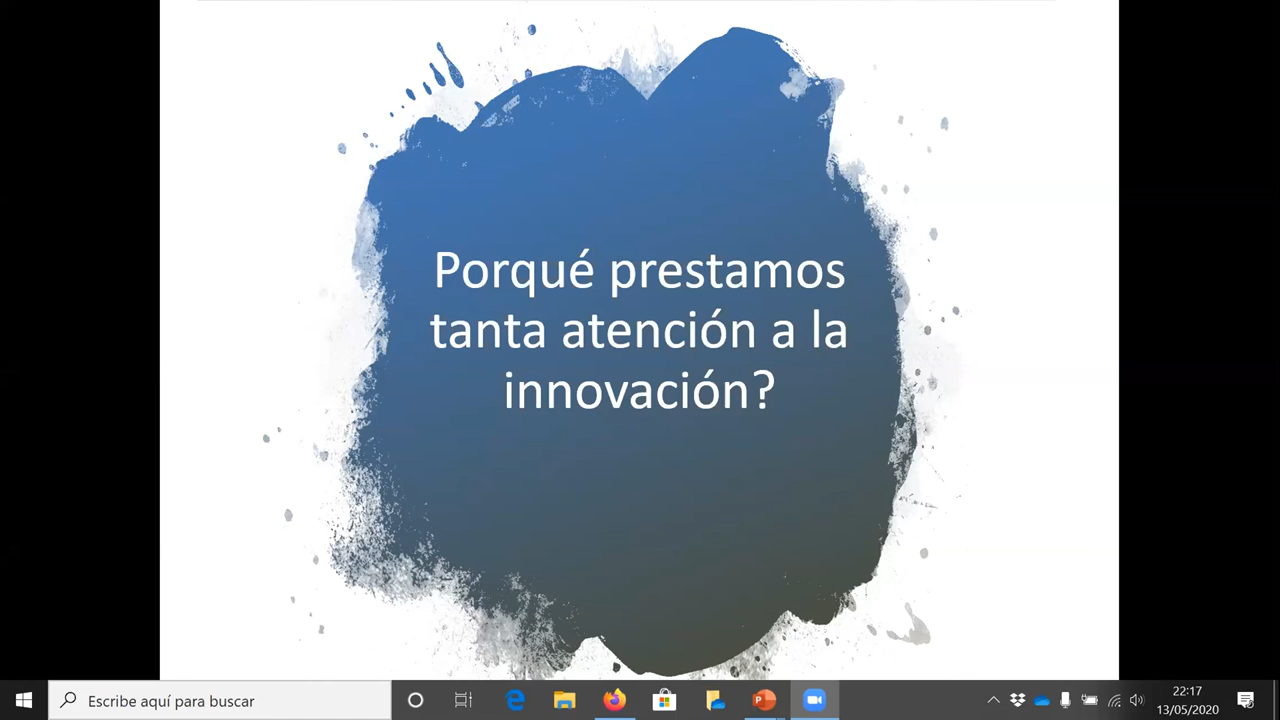 Porqué prestamos
tanta atención a la
innovación?
Escribe aquí para buscar
22:17
13/05/2020